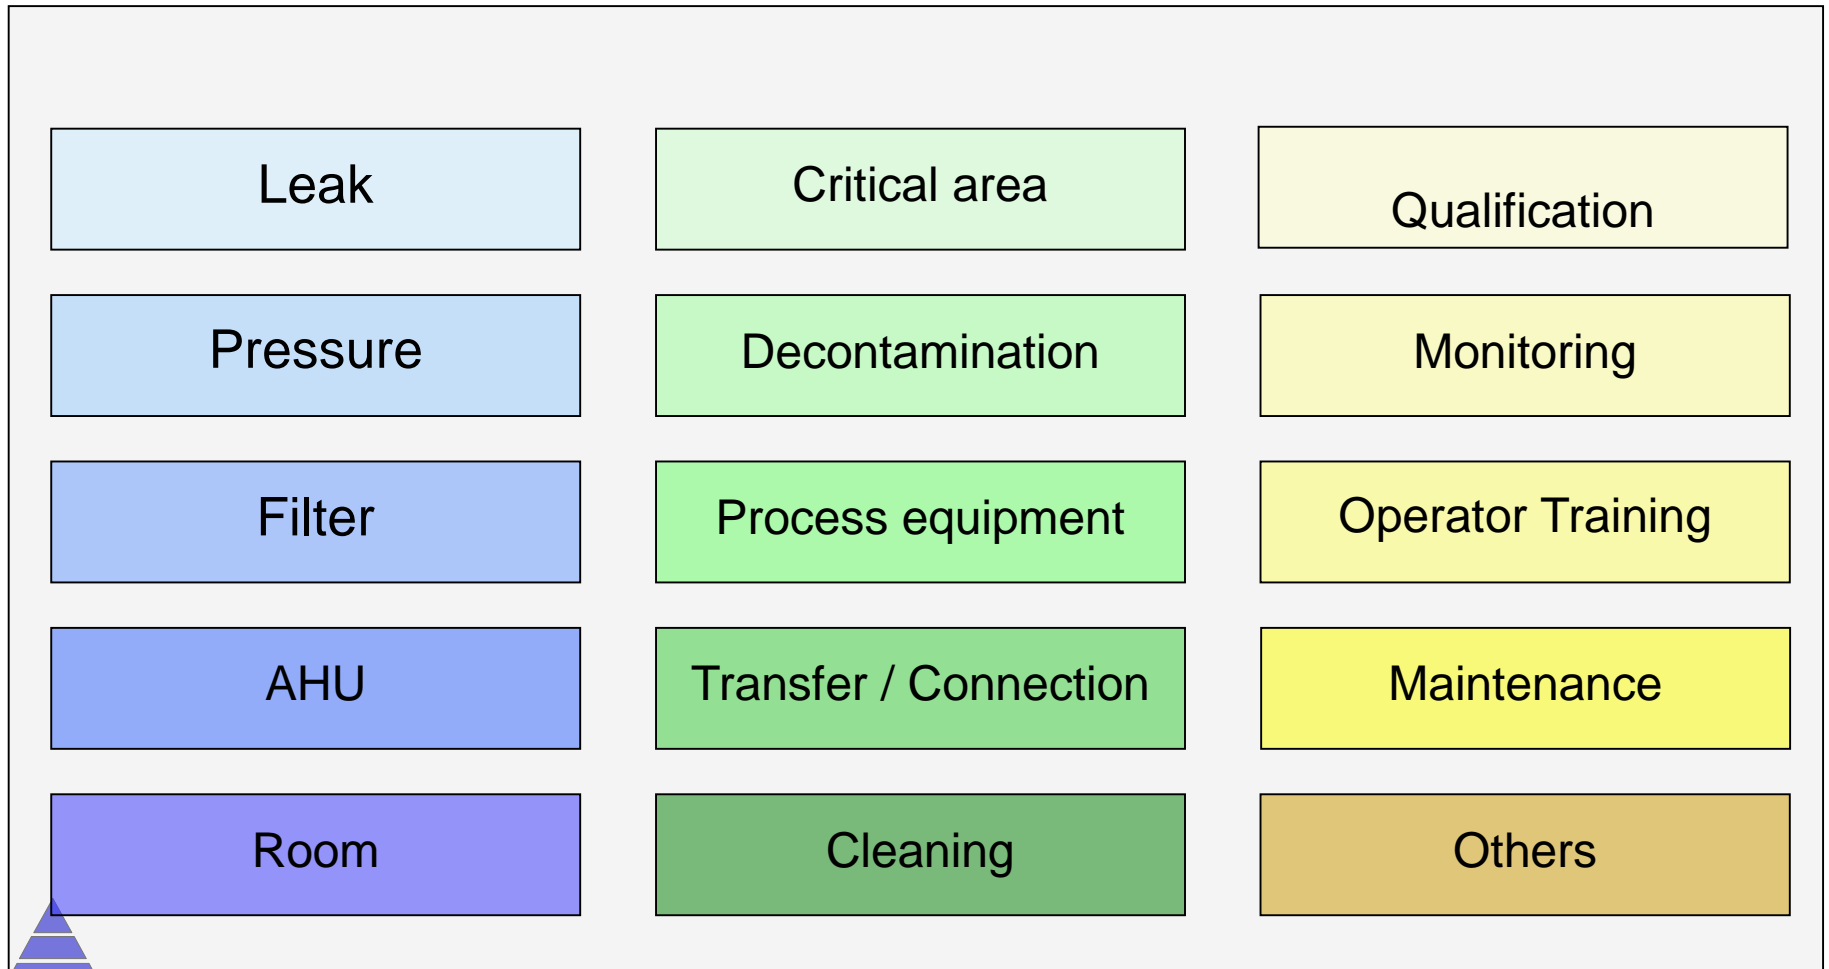 Leak
Critical area
Qualification
Pressure
Decontamination
Monitoring
Filter
Process equipment
Operator Training
AHU
Transfer / Connection
Maintenance
Room
Cleaning
Others